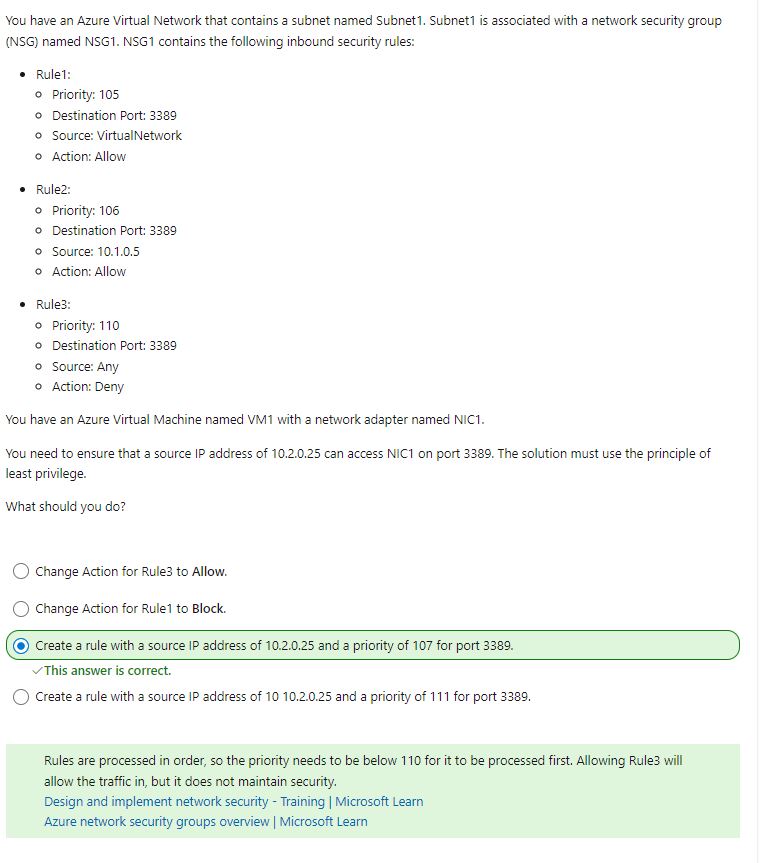 You have an Azure Virtual Network that contains a subnet named Subnet1. Subnet1 is associated with a network security group
(NSG) named NSG1. NSG1 contains the following inbound security rules:
• Rule1:
o Priority: 105
o Destination Port: 3389
o Source: VirtualNetwork
o Action: Allow
• Rule2:
o Priority: 106
o Destination Port: 3389
o Source: 10.1.0.5
o Action: Allow
• Rule3:
o Priority: 110
o Destination Port: 3389
o Source: Any
o Action: Deny
You have an Azure Virtual Machine named VM1 with a network adapter named NIC1.
You need to ensure that a source IP address of 10.2.0.25 can access NIC1 on port 3389. The solution must use the principle of
least privilege.
What should you do?
Change Action for Rule3 to Allow.
Change Action for Rule1 to Block.
Create a rule with a source IP address of 10.2.0.25 and a priority of 107 for port 3389.
✓This answer is correct.
Create a rule with a source IP address of 10 10.2.0.25 and a priority of 111 for port 3389.
Rules are processed in order, so the priority needs to be below 110 for it to be processed first. Allowing Rule3 will
allow the traffic in, but it does not maintain security.
Design and implement network security - Training | Microsoft Learn
Azure network security groups overview | Microsoft Learn